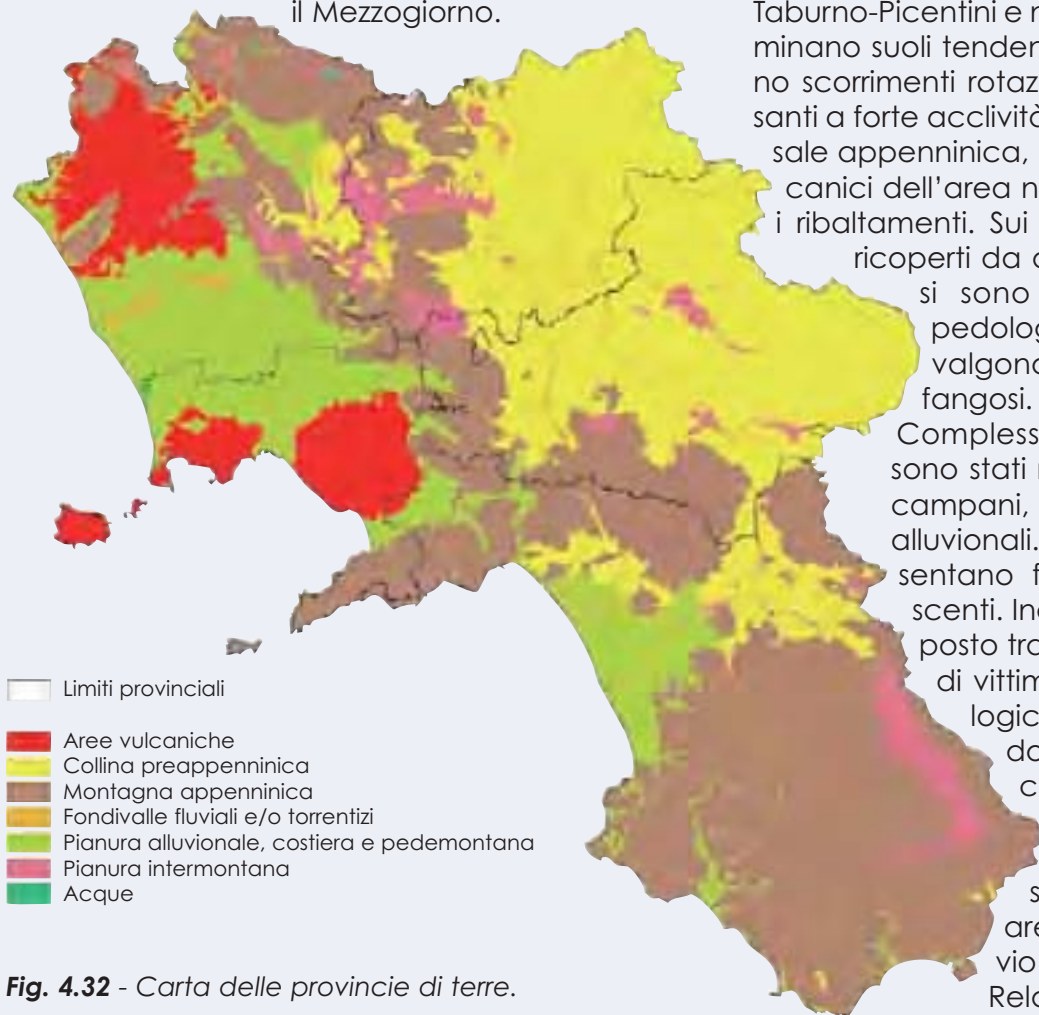 il Mezzogiorno.
Taburno-Picentini e
minano suoli tenden
no scorrimenti rotaz
santi a forte acclività
sale appenninica,
canici dell'area n
i ribaltamenti. Sui
ricoperti da
si sono
pedolog
valgono
fangosi.
Compless
sono stati
campani,
alluvionali.
sentano f
scenti. In
posto tra
di vittim
logic
do
c
s
are
vio
Rela
Limiti provinciali
Aree vulcaniche
Collina preappenninica
Montagna appenninica
Fondivalle fluviali e/o torrentizi
Pianura alluvionale, costiera e pedemontana
Pianura intermontana
Acque
Fig. 4.32 - Carta delle provincie di terre.